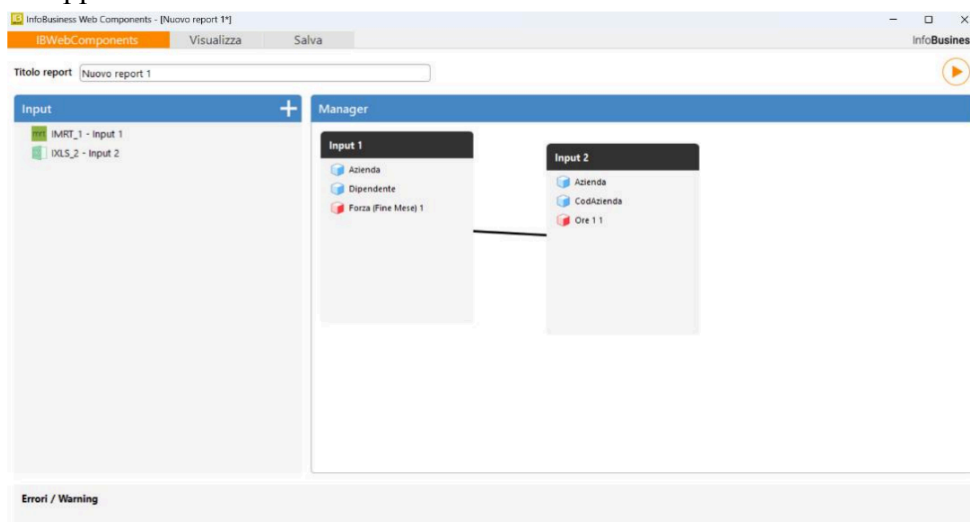 InfoBusiness Web Components - [Nuovo report 1*]
IBWebComponents Visualizza Salva InfoBusines
Titolo report Nuovo report 1
Input
Manager
IMRT_1 - Input 1
IXLS_2 - Input 2
Input 1
Azienda
Dipendente
Forza (Fine Mese) 1
Input 2
Azienda
CodAzienda
Ore 1 1
Errori / Warning